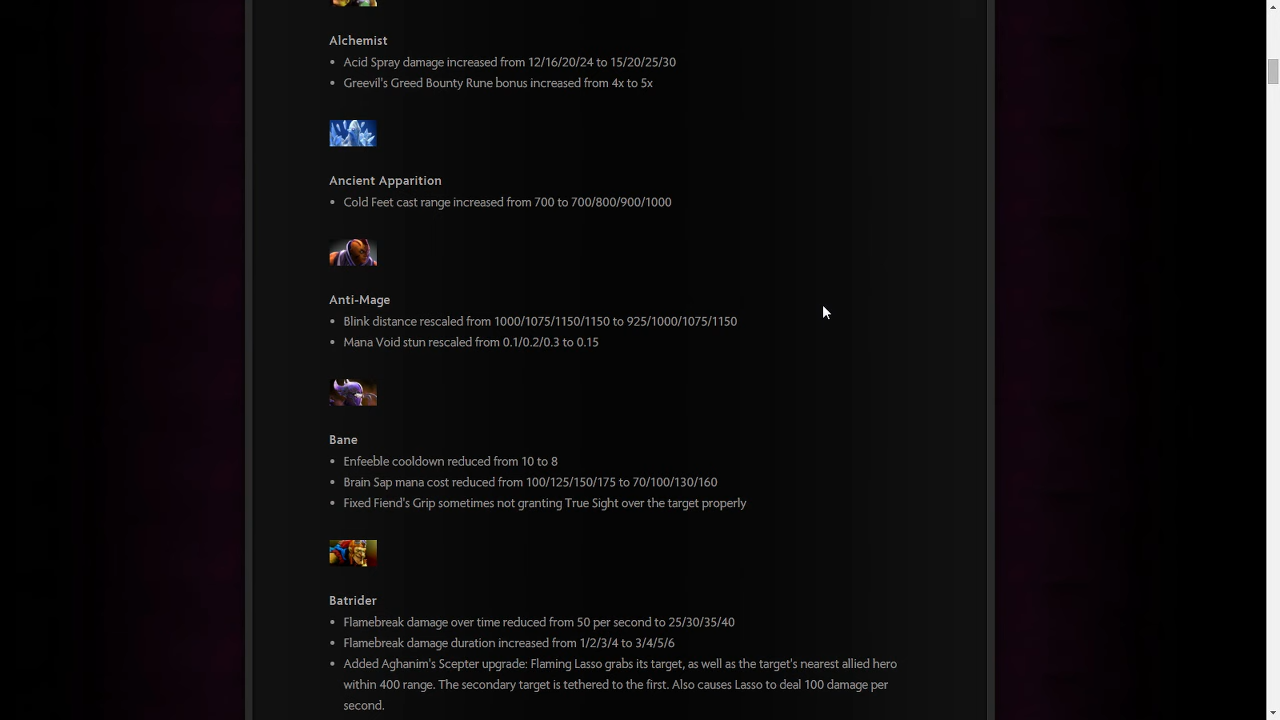 Alchemist
• Acid Spray damage increased from 12/16/20/24 to 15/20/25/30
• Greevil's Greed Bounty Rune bonus increased from 4x to 5x
Ancient Apparition
• Cold Feet cast range increased from 700 to 700/800/900/1000
Anti-Mage
• Blink distance rescaled from 1000/1075/1150/1150 to 925/1000/1075/1150
• Mana Void stun rescaled from 0.1/0.2/0.3 to 0.15
Bane
• Enfeeble cooldown reduced from 10 to 8
• Brain Sap mana cost reduced from 100/125/150/175 to 70/100/130/160
• Fixed Fiend's Grip sometimes not granting True Sight over the target properly
Batrider
• Flamebreak damage over time reduced from 50 per second to 25/30/35/40
• Flamebreak damage duration increased from 1/2/3/4 to 3/4/5/6
• Added Aghanim's Scepter upgrade: Flaming Lasso grabs its target, as well as the target's nearest allied hero
within 400 range. The secondary target is tethered to the first. Also causes Lasso to deal 100 damage per
second.